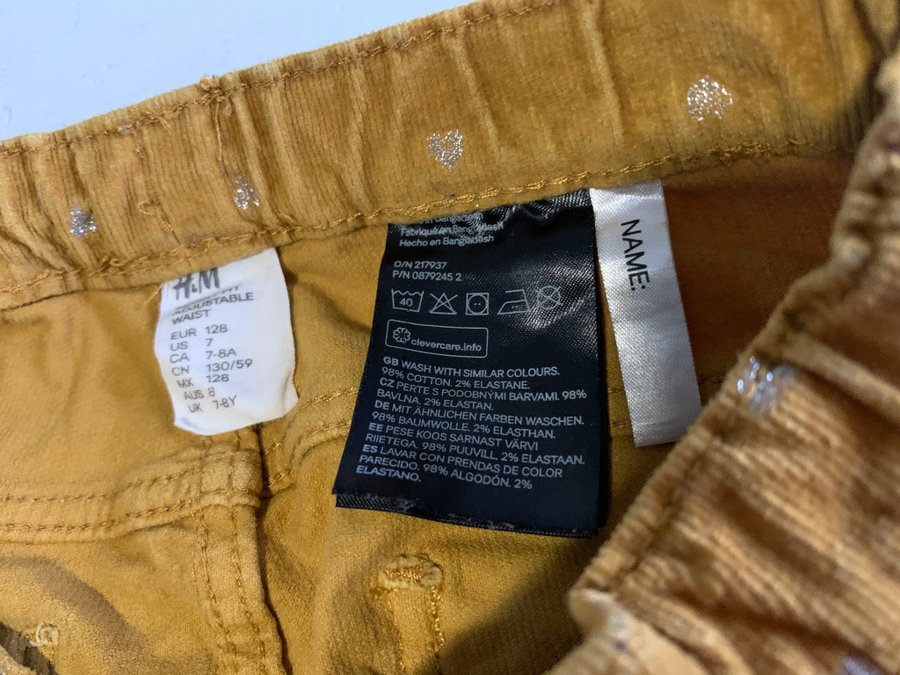 H&M
ADJUSTABLE
WAIST
EUR 128
US 7
CA 7-8A
CN 130/59
MX 128
AUS 8
UK 7-8Y
Bangladesh
Fabriqué en Bangladesh
Hecho en Bangladesh
O/N 217937
P/N 0879245 2
40
clevercare.info
GB WASH WITH SIMILAR COLOURS.
98% COTTON. 2% ELASTANE.
CZ PERTE S PODOBNÝMI BARVAMI. 98%
BAVLNA. 2% ELASTAN.
DE MIT ÄHNLICHEN FARBEN WASCHEN.
98% BAUMWOLLE. 2% ELASTHAN.
EE PESE KOOS SARNAST VÄRVI
RIIETEGA. 98% PUUVILL. 2% ELASTAAN.
ES LAVAR CON PRENDAS DE COLOR
PARECIDO. 98% ALGODÓN. 2%
ELASTANO.
NAME: